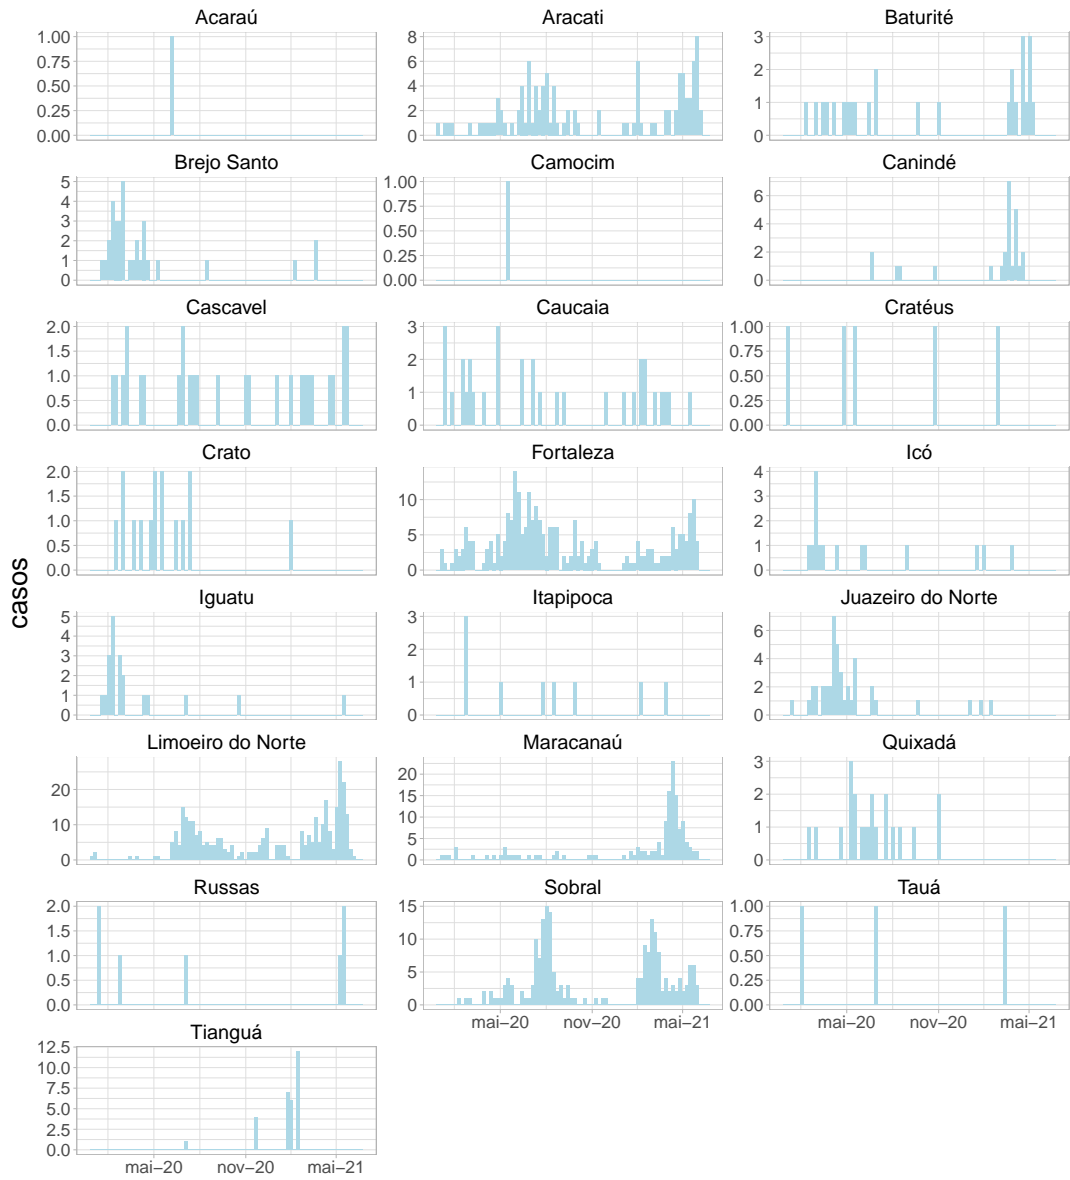 Acaraú Aracati Baturité
1.00 0.75 0.50 0.25 0.00
8 6 4 2 0
3 2 1 0
Brejo Santo Camocim Canindé
5 4 3 2 1 0
1.00 0.75 0.50 0.25 0.00
6 4 2 0
Cascavel Caucaia Cratéus
2.0 1.5 1.0 0.5 0.0
3 2 1 0
1.00 0.75 0.50 0.25 0.00
Crato Fortaleza Icó
2.0 1.5 1.0 0.5 0.0
10 5 0
4 3 2 1 0
casos
Iguatu Itapipoca Juazeiro do Norte
5 4 3 2 1 0
3 2 1 0
6 4 2 0
Limoeiro do Norte Maracanaú Quixadá
20 10 0
20 15 10 5 0
3 2 1 0
Russas Sobral Tauá
2.0 1.5 1.0 0.5 0.0
15 10 5 0
1.00 0.75 0.50 0.25 0.00
mai–20 nov–20 mai–21 mai–20 nov–20 mai–21
Tianguá
12.5 10.0 7.5 5.0 2.5 0.0
mai–20 nov–20 mai–21